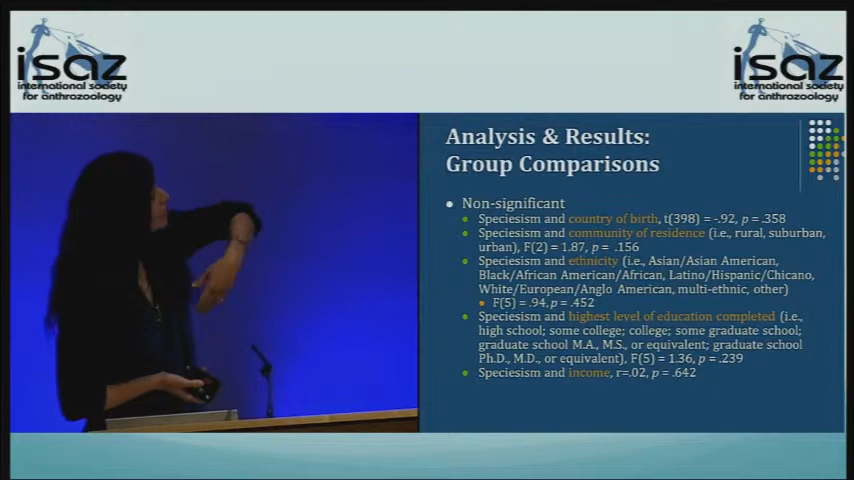 isaz
international society
for anthrozoology
isaz
international society
for anthrozoology
Analysis & Results:
Group Comparisons
Non-significant
Speciesism and country of birth, t(398) = -.92, p = .358
Speciesism and community of residence (i.e., rural, suburban,
urban), F(2) = 1.87, p = .156
Speciesism and ethnicity (i.e., Asian/Asian American,
Black/African American/African, Latino/Hispanic/Chicano,
White/European/Anglo American, multi-ethnic, other)
F(5) = .94, p = .452
Speciesism and highest level of education completed (i.e.,
high school; some college; college; some graduate school;
graduate school M.A., M.S., or equivalent; graduate school
Ph.D., M.D., or equivalent), F(5) = 1.36, p = .239
Speciesism and income, r=.02, p = .642